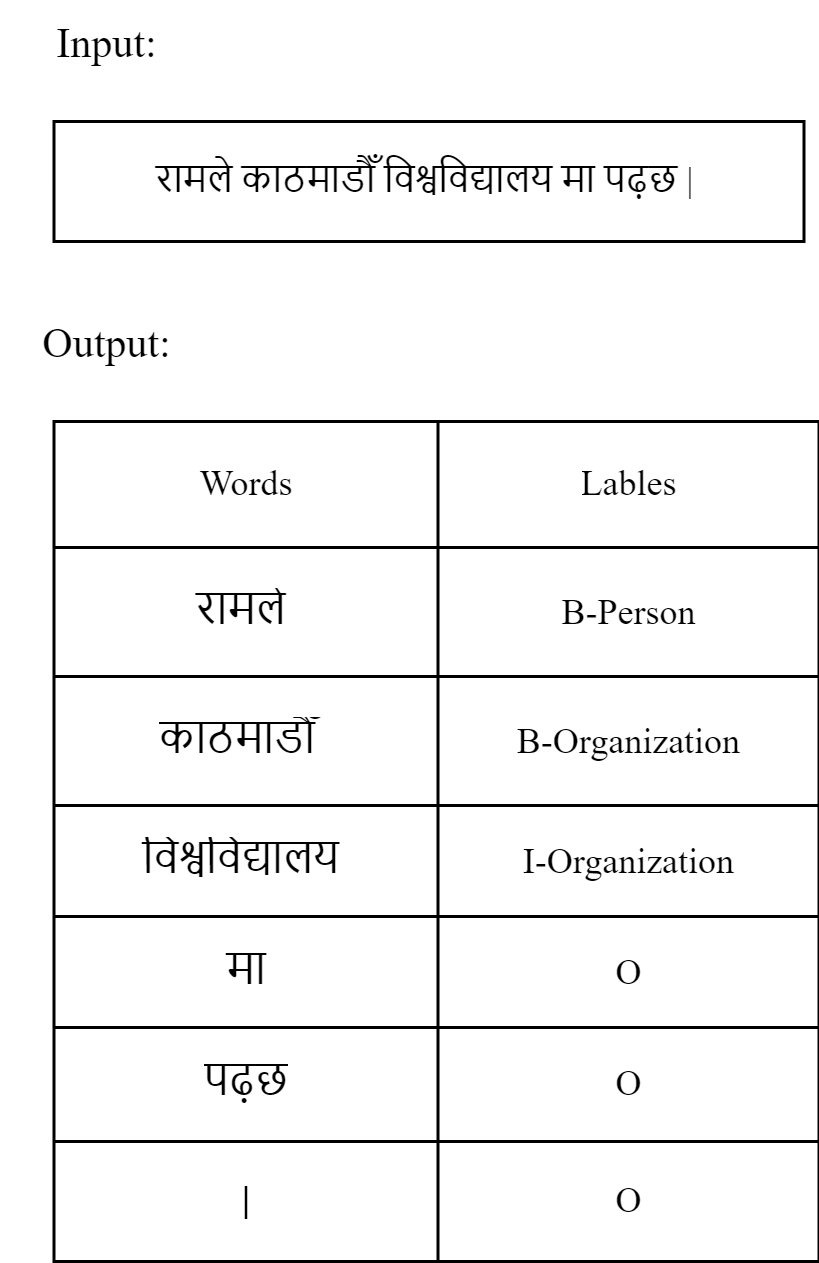 Input:
रामले काठमाडौँ विश्वविद्यालय मा पढ़छ |
Output:
Words Lables
रामले B-Person
काठमाडौँ B-Organization
विश्वविद्यालय I-Organization
मा O
पढ़छ O
| O